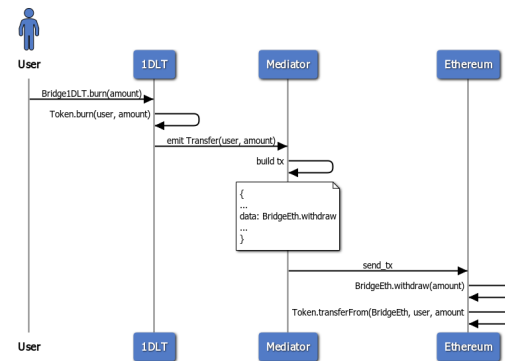 User
1DLT
Mediator
Ethereum
Bridge1DLT.burn(amount)
Token.burn(user, amount)
emit Transfer(user, amount)
build tx
{
...
data: BridgeEth.withdraw
...
}
send_tx
BridgeEth.withdraw(amount)
Token.transferFrom(BridgeEth, user, amount
User
1DLT
Mediator
Ethereum